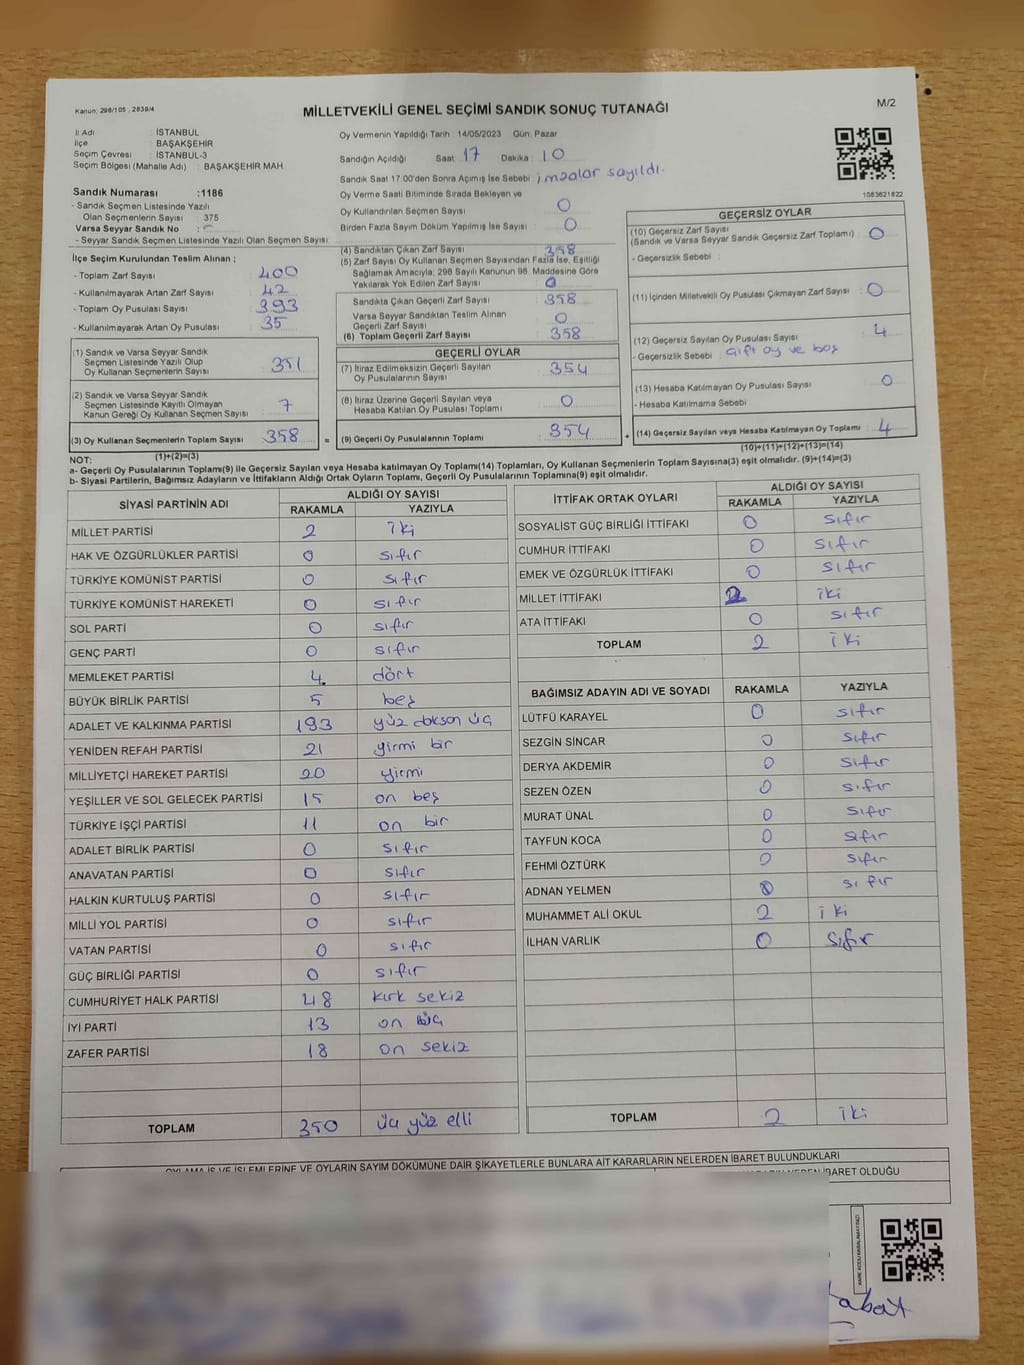 Kanun: 298/105 , 2839/4
MİLLETVEKİLİ GENEL SEÇİMİ SANDIK SONUÇ TUTANAĞI
M/2
İl Adı : İSTANBUL
İlçe : BAŞAKŞEHİR
Seçim Çevresi : İSTANBUL-3
Seçim Bölgesi (Mahalle Adı) : BAŞAKŞEHİR MAH.
Sandık Numarası :1186
- Sandık Seçmen Listesinde Yazılı
Olan Seçmenlerin Sayısı : 375
Varsa Seyyar Sandık No : -
- Seyyar Sandık Seçmen Listesinde Yazılı Olan Seçmen Sayısı:
Oy Vermenin Yapıldığı Tarih : 14/05/2023 Gün: Pazar
Sandığın Açıldığı Saat : 17 Dakika : 10
Sandık Saat 17:00'den Sonra Açımış İse Sebebi : imzalar sayıldı.
Oy Verme Saati Bitiminde Sırada Bekleyen ve
Oy Kullandırılan Seçmen Sayısı : 0
Birden Fazla Sayım Döküm Yapılmış İse Sayısı : 0
1083621822
İlçe Seçim Kurulundan Teslim Alınan ;
- Toplam Zarf Sayısı : 400
- Kullanılmayarak Artan Zarf Sayısı : 42
- Toplam Oy Pusulası Sayısı : 393
- Kullanılmayarak Artan Oy Pusulası : 35
(1) Sandık ve Varsa Seyyar Sandık
Seçmen Listesinde Yazılı Olup
Oy Kullanan Seçmenlerin Sayısı : 351
(2) Sandık ve Varsa Seyyar Sandık
Seçmen Listesinde Kayıtlı Olmayan
Kanun Gereği Oy Kullanan Seçmen Sayısı : 7
(3) Oy Kullanan Seçmenlerin Toplam Sayısı : 358
(1)+(2)=(3)
(4) Sandıktan Çıkan Zarf Sayısı : 358
(5) Zarf Sayısı Oy Kullanan Seçmen Sayısından Fazla İse, Eşitliği
Sağlamak Amacıyla, 298 Sayılı Kanunun 98. Maddesine Göre
Yakılarak Yok Edilen Zarf Sayısı : 0
Sandıkta Çıkan Geçerli Zarf Sayısı : 358
Varsa Seyyar Sandıktan Teslim Alınan
Geçerli Zarf Sayısı : 0
(6) Toplam Geçerli Zarf Sayısı : 358
GEÇERLİ OYLAR
(7) İtiraz Edilmeksizin Geçerli Sayılan
Oy Pusulalarının Sayısı : 354
(8) İtiraz Üzerine Geçerli Sayılan veya
Hesaba Katılan Oy Pusulaları Toplamı : 0
= (9) Geçerli Oy Pusulalarının Toplamı : 354 +
GEÇERSİZ OYLAR
(10) Geçersiz Zarf Sayısı
(Sandık ve Varsa Seyyar Sandık Geçersiz Zarf Toplamı) : 0
- Geçersizlik Sebebi :
(11) İçinden Milletvekili Oy Pusulası Çıkmayan Zarf Sayısı : 0
(12) Geçersiz Sayılan Oy Pusulası Sayısı : 4
- Geçersizlik Sebebi : Çift oy ve boş
(13) Hesaba Katılmayan Oy Pusulası Sayısı : 0
- Hesaba Katılmama Sebebi :
(14) Geçersiz Sayılan veya Hesaba Katılmayan Oy Toplamı : 4
(10)+(11)+(12)+(13)=(14)
NOT:
a- Geçerli Oy Pusulalarının Toplamı(9) ile Geçersiz Sayılan veya Hesaba katılmayan Oy Toplamı(14) Toplamları, Oy Kullanan Seçmenlerin Toplam Sayısına(3) eşit olmalıdır. (9)+(14)=(3)
b- Siyasi Partilerin, Bağımsız Adayların ve İttifakların Aldığı Ortak Oyların Toplamı, Geçerli Oy Pusulalarının Toplamına(9) eşit olmalıdır.
SİYASİ PARTİNİN ADI ALDIĞI OY SAYISI
RAKAMLA YAZIYLA
MİLLET PARTİSİ 2 iki
HAK VE ÖZGÜRLÜKLER PARTİSİ 0 sıfır
TÜRKİYE KOMÜNİST PARTİSİ 0 sıfır
TÜRKİYE KOMÜNİST HAREKETİ 0 sıfır
SOL PARTİ 0 sıfır
GENÇ PARTİ 0 sıfır
MEMLEKET PARTİSİ 4 dört
BÜYÜK BİRLİK PARTİSİ 5 beş
ADALET VE KALKINMA PARTİSİ 193 yüz doksan üç
YENİDEN REFAH PARTİSİ 21 yirmi bir
MİLLİYETÇİ HAREKET PARTİSİ 20 yirmi
YEŞİLLER VE SOL GELECEK PARTİSİ 15 on beş
TÜRKİYE İŞÇİ PARTİSİ 11 on bir
ADALET BİRLİK PARTİSİ 0 sıfır
ANAVATAN PARTİSİ 0 sıfır
HALKIN KURTULUŞ PARTİSİ 0 sıfır
MİLLİ YOL PARTİSİ 0 sıfır
VATAN PARTİSİ 0 sıfır
GÜÇ BİRLİĞİ PARTİSİ 0 sıfır
CUMHURİYET HALK PARTİSİ 48 kırk sekiz
İYİ PARTİ 13 on üç
ZAFER PARTİSİ 18 on sekiz
TOPLAM 350 üç yüz elli
İTTİFAK ORTAK OYLARI ALDIĞI OY SAYISI
RAKAMLA YAZIYLA
SOSYALİST GÜÇ BİRLİĞİ İTTİFAKI 0 sıfır
CUMHUR İTTİFAKI 0 sıfır
EMEK VE ÖZGÜRLÜK İTTİFAKI 0 sıfır
MİLLET İTTİFAKI 2 iki
ATA İTTİFAKI 0 sıfır
TOPLAM 2 iki
BAĞIMSIZ ADAYIN ADI VE SOYADI RAKAMLA YAZIYLA
LÜTFÜ KARAYEL 0 sıfır
SEZGİN SİNCAR 0 sıfır
DERYA AKDEMİR 0 sıfır
SEZEN ÖZEN 0 sıfır
MURAT ÜNAL 0 sıfır
TAYFUN KOCA 0 sıfır
FEHMİ ÖZTÜRK 0 sıfır
ADNAN YELMEN 0 sıfır
MUHAMMET ALİ OKUL 2 iki
İLHAN VARLIK 0 sıfır
TOPLAM 2 iki
OYLAMA İŞ VE İŞLEMLERİNE VE OYLARIN SAYIM DÖKÜMÜNE DAİR ŞİKAYETLERLE BUNLARA AİT KARARLARIN NELERDEN İBARET BULUNDUKLARI
NEDEN İBARET OLDUĞU